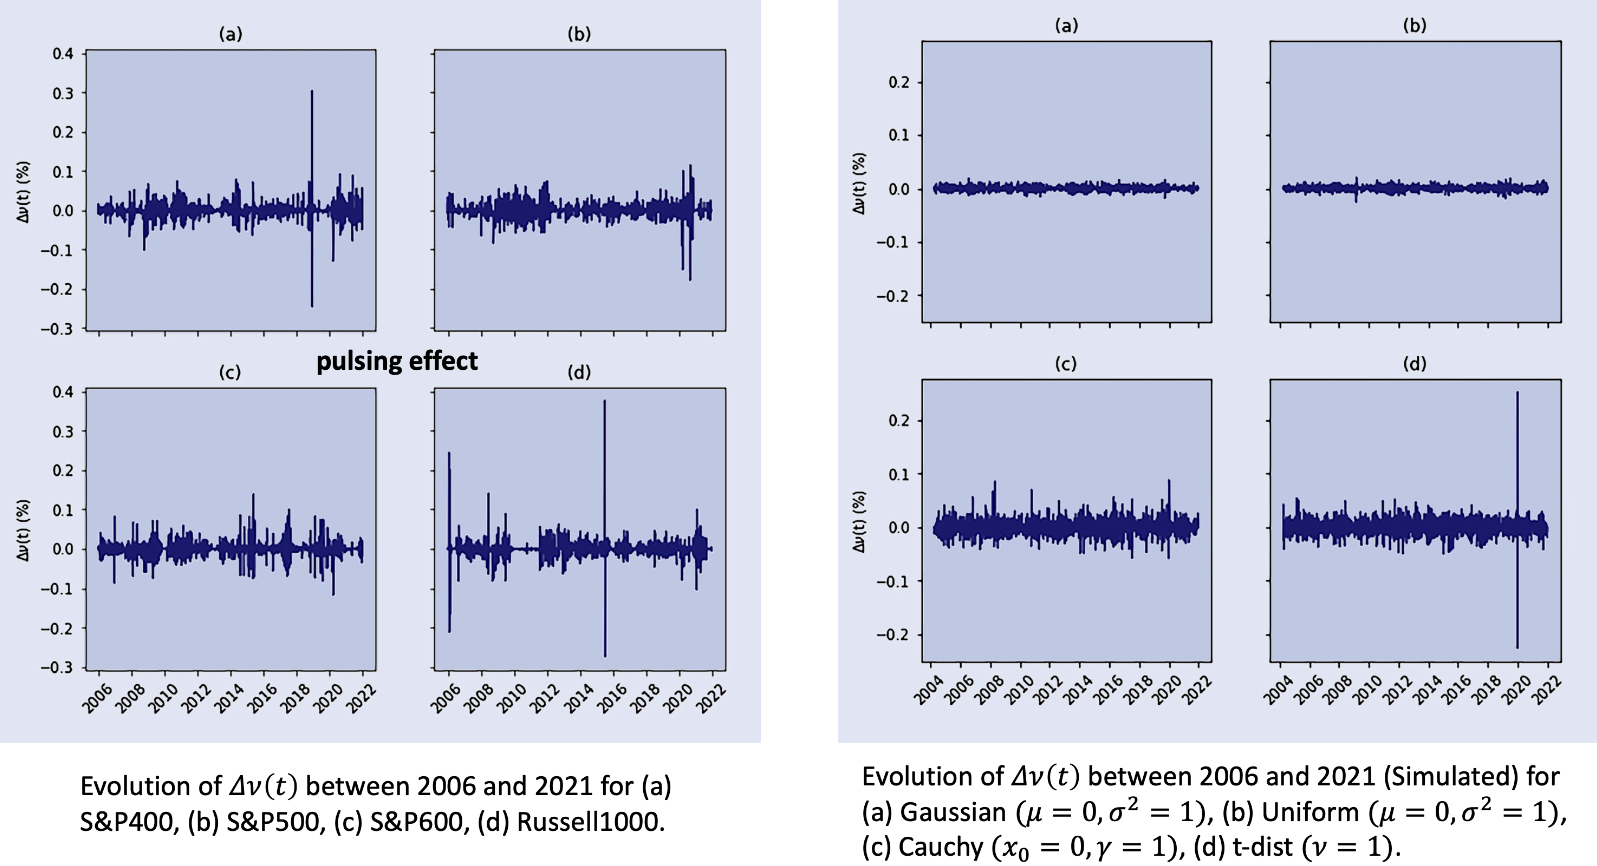 (a)
(b)
0.4
0.3
0.2
0.1
0.0
−0.1
−0.2
−0.3
Δν(t) (%)
pulsing effect
(c)
(d)
0.4
0.3
0.2
0.1
0.0
−0.1
−0.2
−0.3
Δν(t) (%)
2006 2008 2010 2012 2014 2016 2018 2020 2022
2006 2008 2010 2012 2014 2016 2018 2020 2022
Evolution of Δν(t) between 2006 and 2021 for (a)
S&P400, (b) S&P500, (c) S&P600, (d) Russell1000.
(a)
(b)
0.2
0.1
0.0
−0.1
−0.2
Δν(t) (%)
(c)
(d)
0.2
0.1
0.0
−0.1
−0.2
Δν(t) (%)
2004 2006 2008 2010 2012 2014 2016 2018 2020 2022
2004 2006 2008 2010 2012 2014 2016 2018 2020 2022
Evolution of Δν(t) between 2006 and 2021 (Simulated) for
(a) Gaussian (μ = 0, σ² = 1), (b) Uniform (μ = 0, σ² = 1),
(c) Cauchy (x₀ = 0, γ = 1), (d) t-dist (ν = 1).